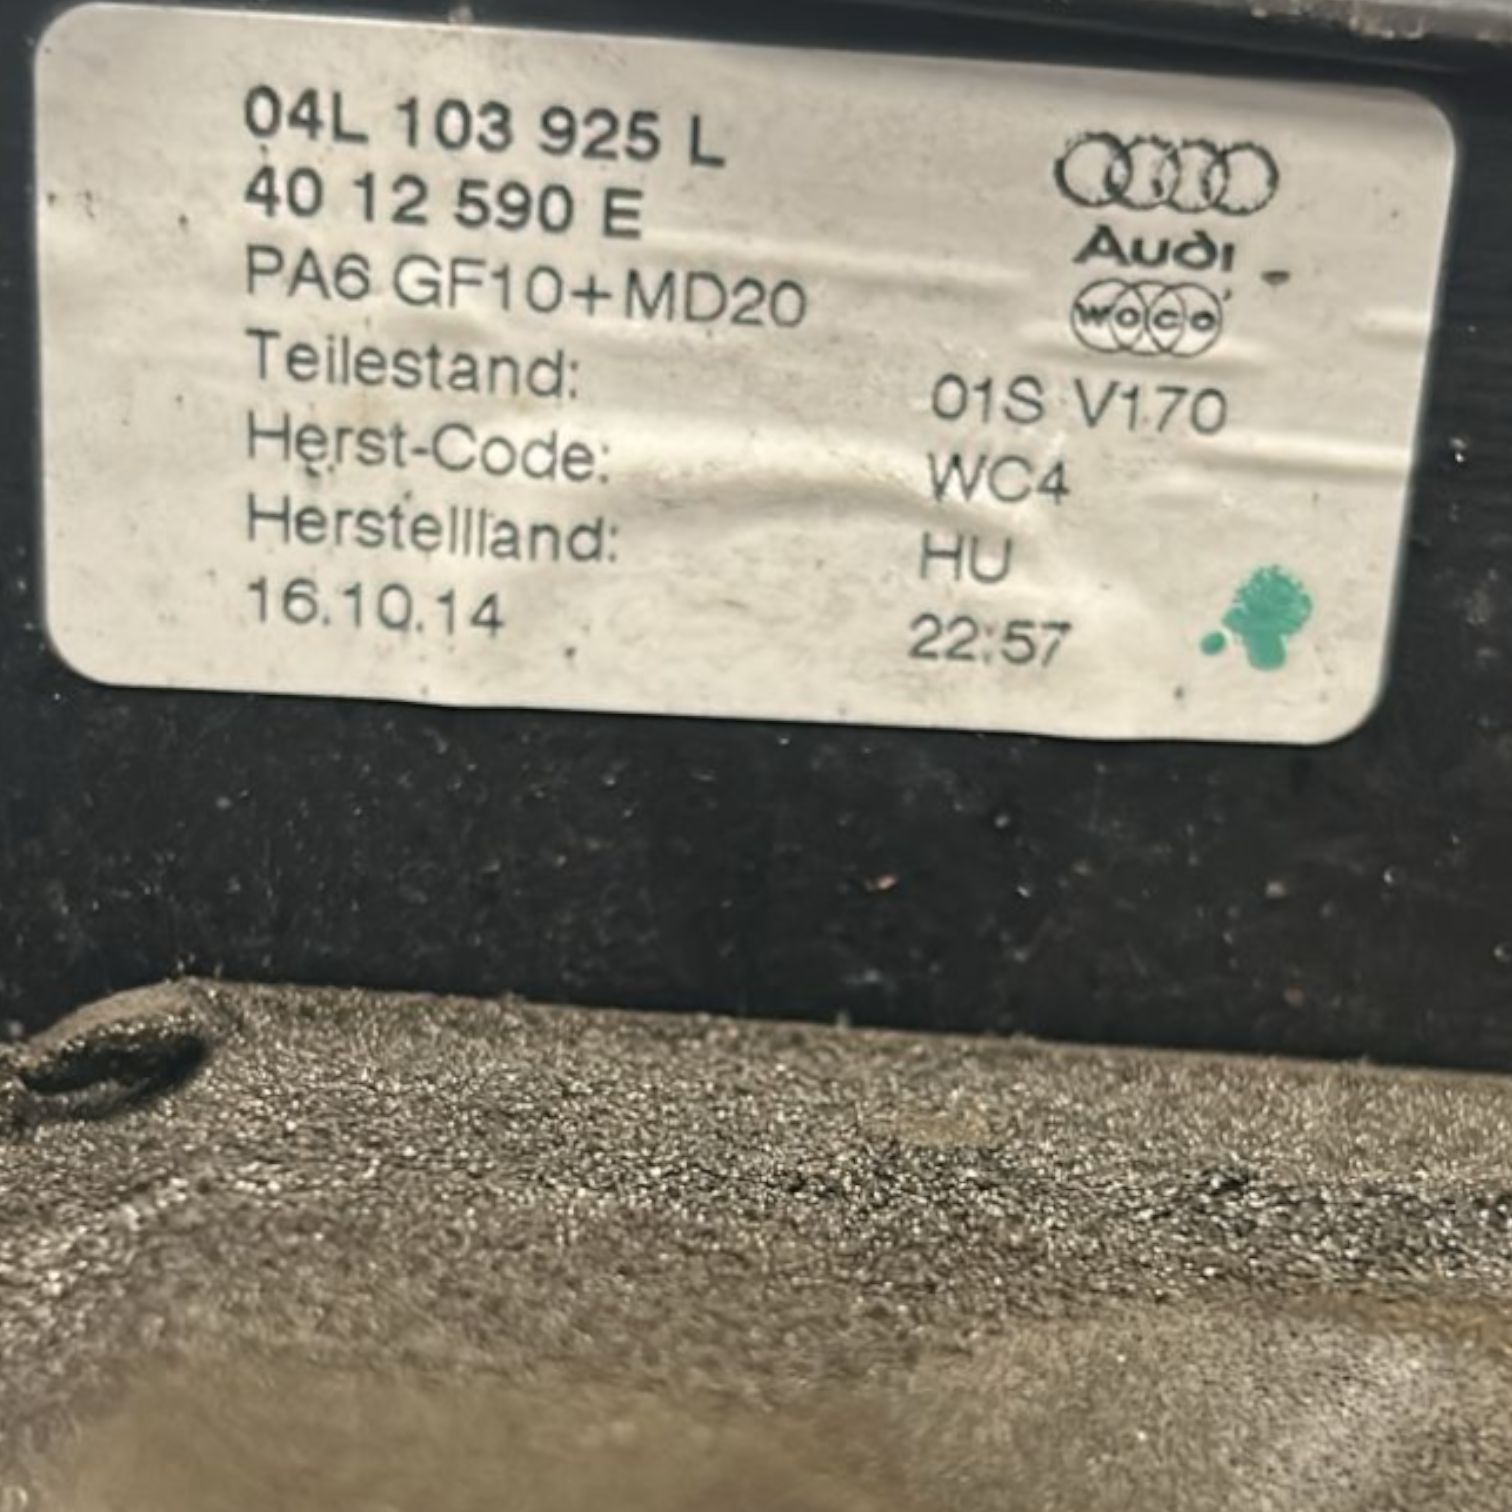 04L 103 925 L
40 12 590 E
PA6 GF10+MD20
Audi
woco
Teilestand: 01S V170
Herst-Code: WC4
Herstellland: HU
16.10.14 22:57